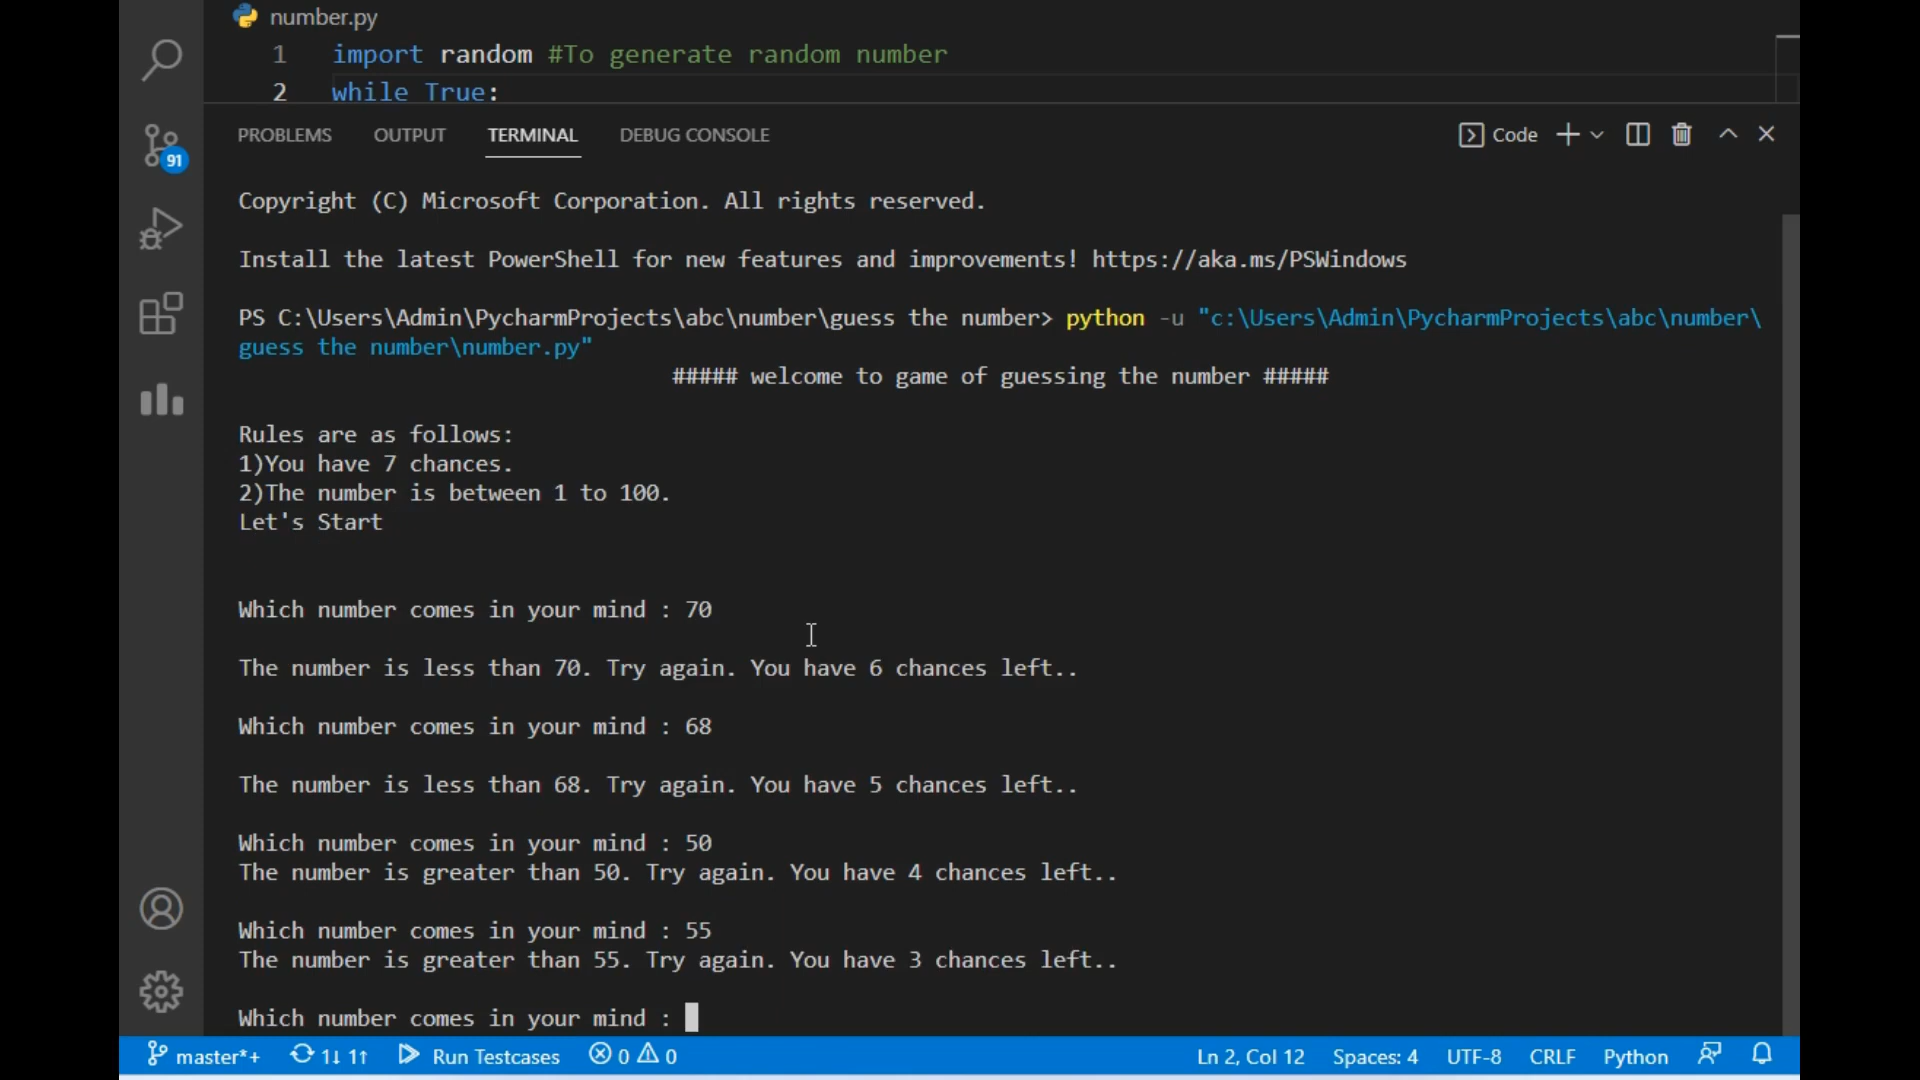 number.py
1 import random #To generate random number
2 while True:
PROBLEMS OUTPUT TERMINAL DEBUG CONSOLE Code
91
Copyright (C) Microsoft Corporation. All rights reserved.
Install the latest PowerShell for new features and improvements! https://aka.ms/PSWindows
PS C:\Users\Admin\PycharmProjects\abc\number\guess the number> python -u "c:\Users\Admin\PycharmProjects\abc\number\
guess the number\number.py"
##### welcome to game of guessing the number #####
Rules are as follows:
1)You have 7 chances.
2)The number is between 1 to 100.
Let's Start
Which number comes in your mind : 70
The number is less than 70. Try again. You have 6 chances left..
Which number comes in your mind : 68
The number is less than 68. Try again. You have 5 chances left..
Which number comes in your mind : 50
The number is greater than 50. Try again. You have 4 chances left..
Which number comes in your mind : 55
The number is greater than 55. Try again. You have 3 chances left..
Which number comes in your mind :
master*+ 1↓ 1↑ Run Testcases 0 0 Ln 2, Col 12 Spaces: 4 UTF-8 CRLF Python